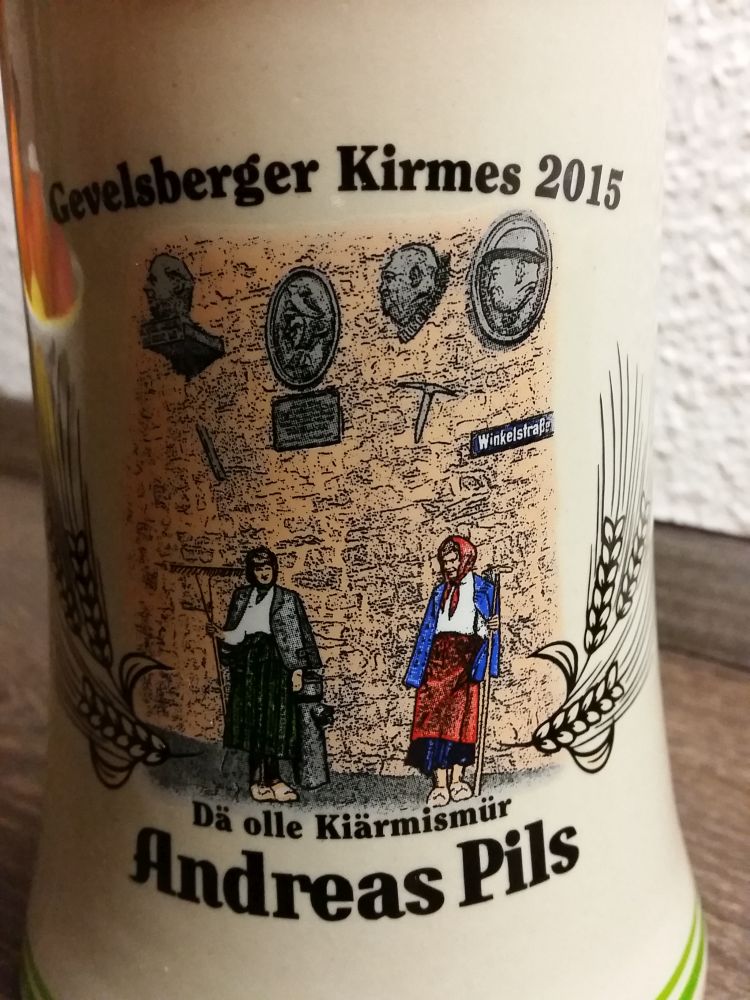 Gevelsberger Kirmes 2015
Winkelstraße
Dä olle Kiärmismür
Andreas Pils